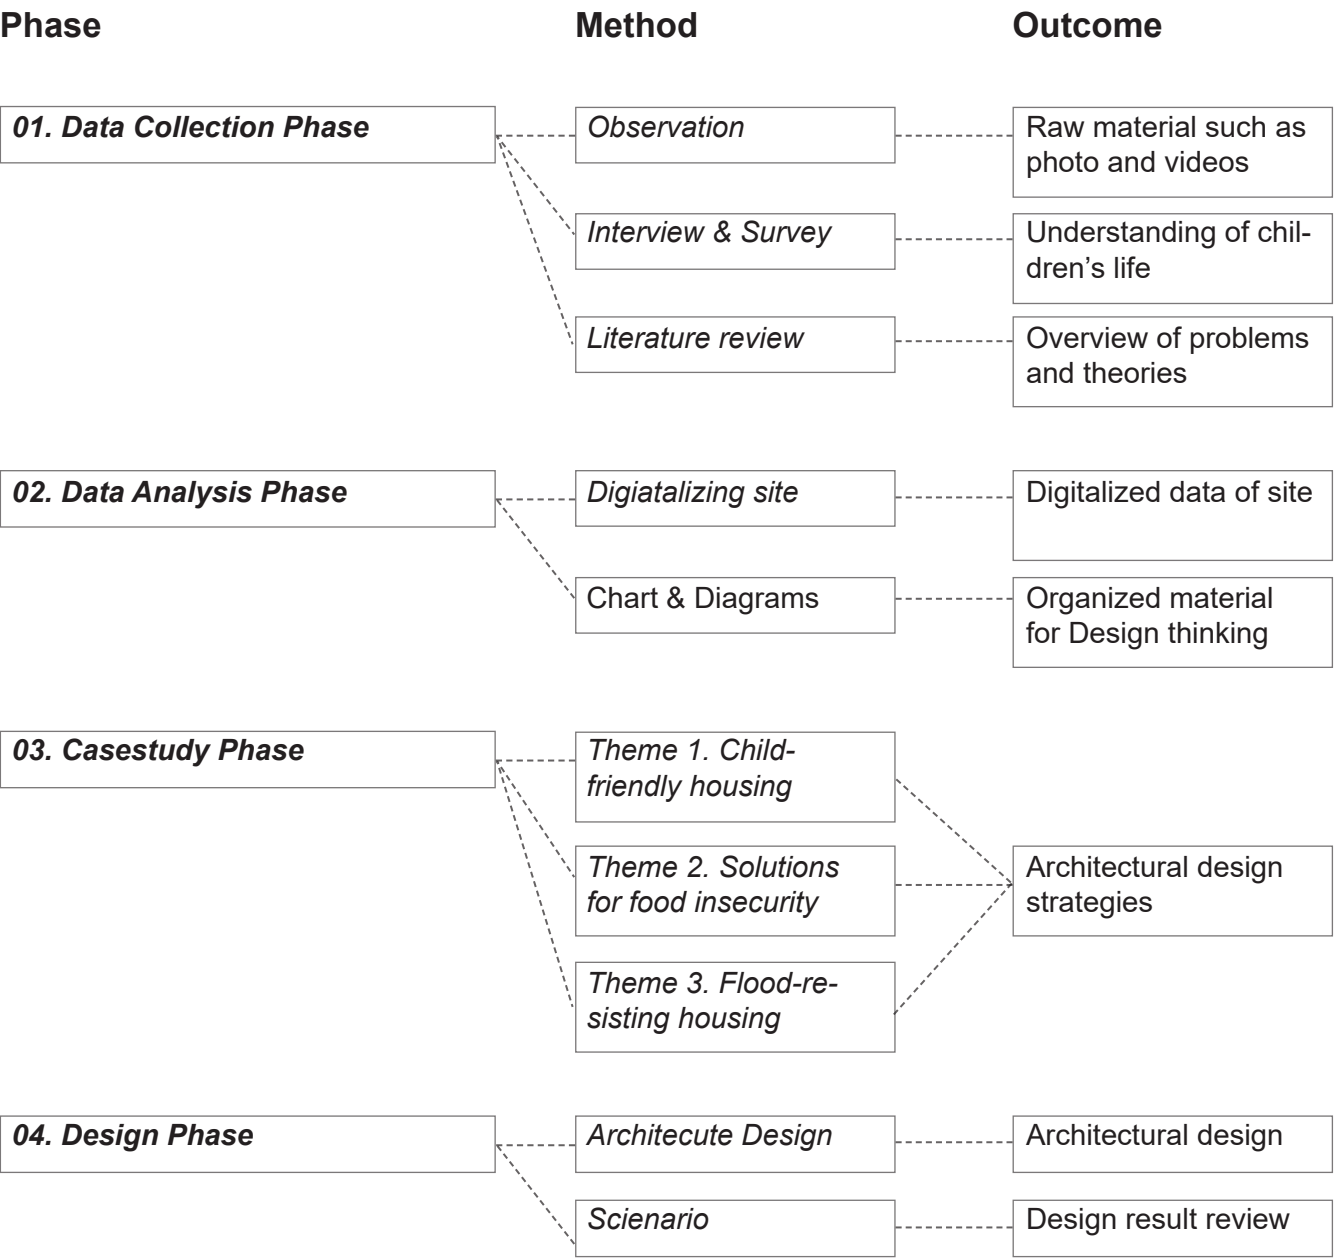 Phase Method Outcome
01. Data Collection Phase
Observation
Raw material such as
photo and videos
Interview & Survey
Understanding of chil-
dren’s life
Literature review
Overview of problems
and theories
02. Data Analysis Phase
Digiatalizing site
Digitalized data of site
Chart & Diagrams
Organized material
for Design thinking
03. Casestudy Phase
Theme 1. Child-
friendly housing
Theme 2. Solutions
for food insecurity
Theme 3. Flood-re-
sisting housing
Architectural design
strategies
04. Design Phase
Architecute Design
Architectural design
Scienario
Design result review